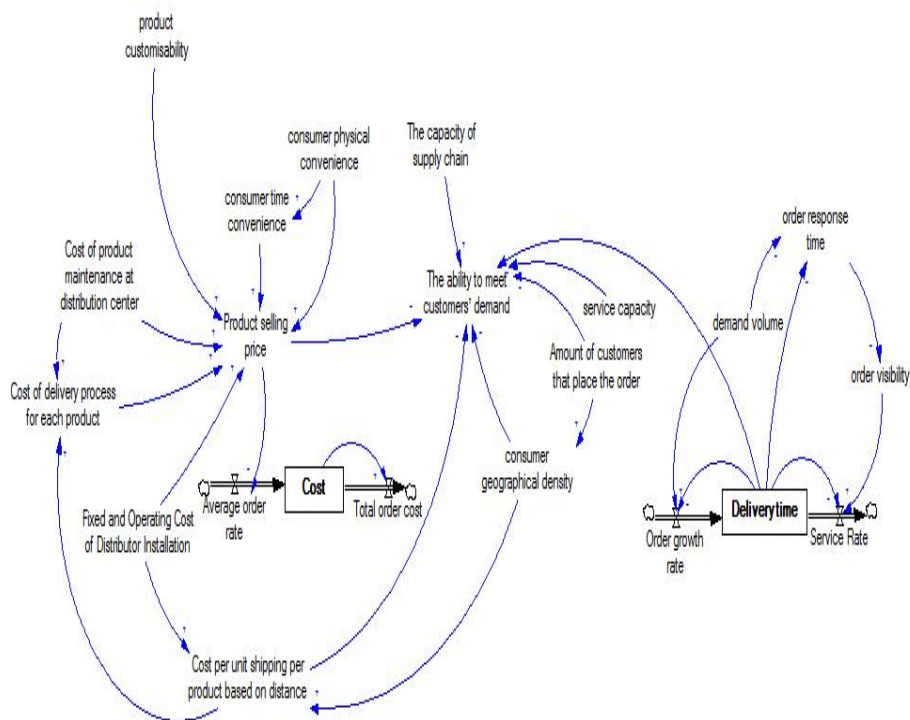 product
customisability
consumer physical
convenience
The capacity of
supply chain
consumer time
convenience
order response
time
Cost of product
maintenance at
distribution center
The ability to meet
customers' demand
service capacity
demand volume
Product selling
price
Amount of customers
that place the order
order visibility
Cost of delivery process
for each product
consumer
geographical density
Cost
Average order
rate
Total order cost
Delivery time
Order growth
rate
Service Rate
Fixed and Operating Cost
of Distributor Installation
Cost per unit shipping per
product based on distance